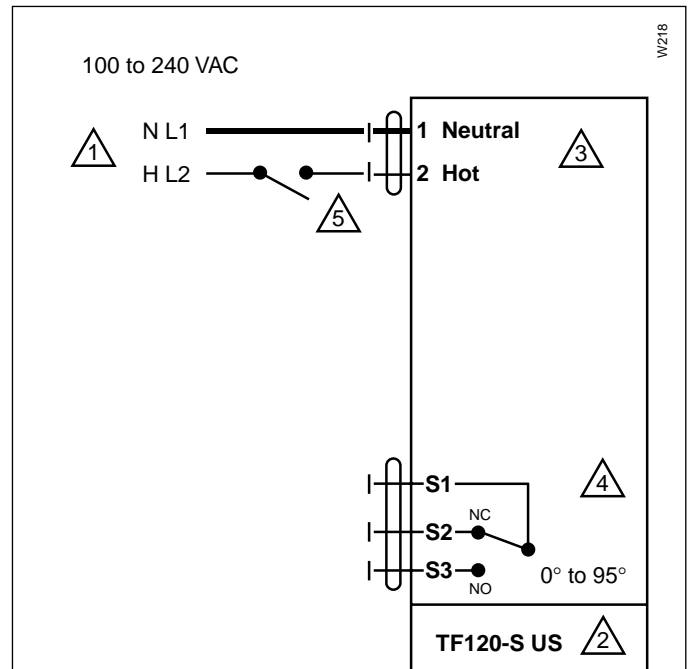 W218
100 to 240 VAC
N L1
1 Neutral
1
3
H L2
2 Hot
5
S1
4
NC
S2
S3
0° to 95°
NO
TF120-S US
2